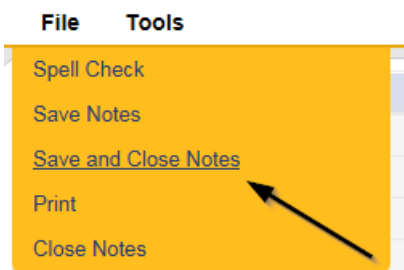 File Tools
Spell Check
Save Notes
Save and Close Notes
Print
Close Notes